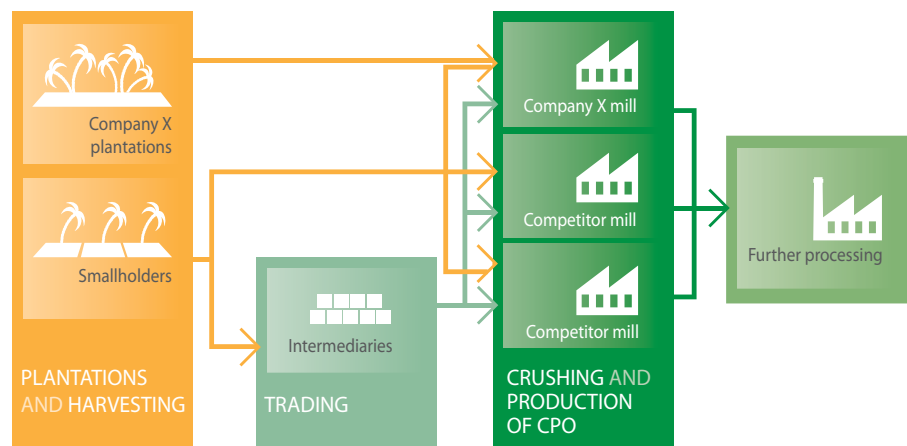 Company X
plantations
Smallholders
PLANTATIONS
AND HARVESTING
Intermediaries
TRADING
Company X mill
Competitor mill
Competitor mill
CRUSHING AND
PRODUCTION
OF CPO
Further processing